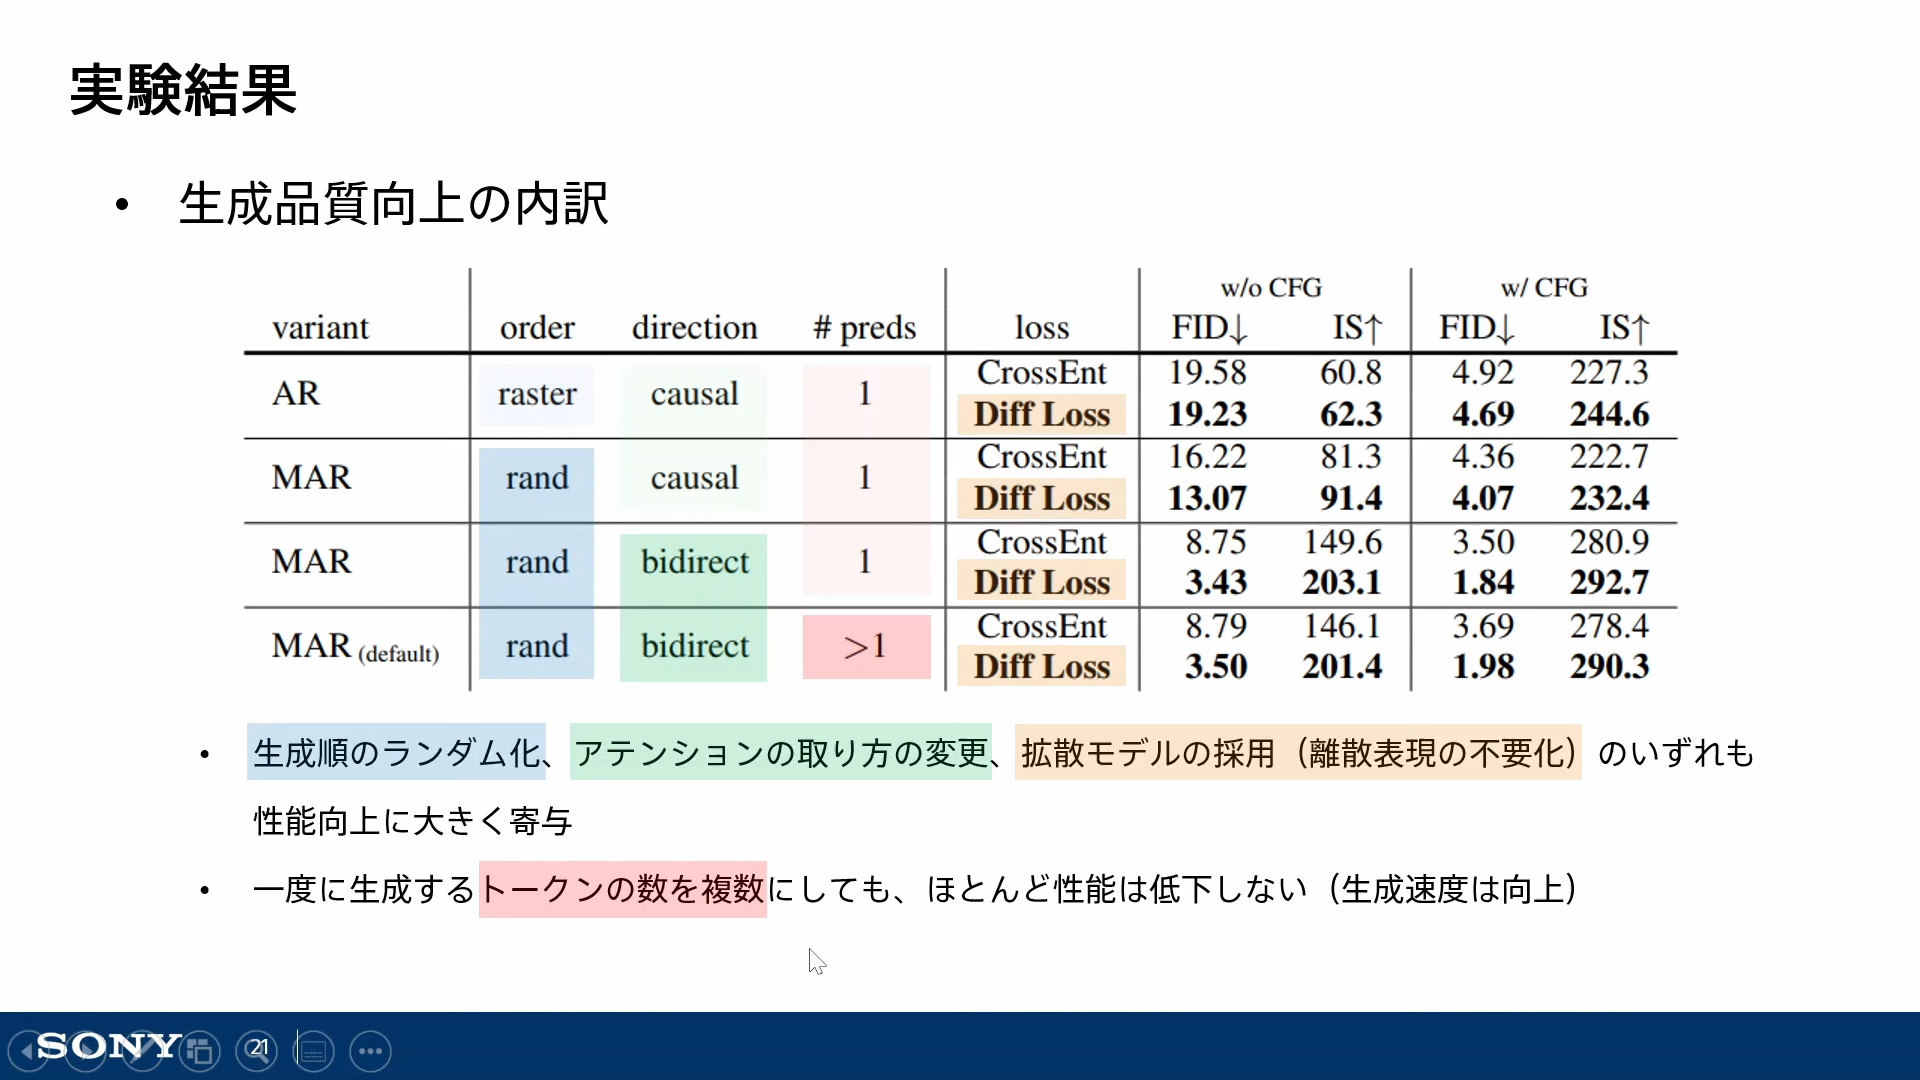 実験結果
• 生成品質向上の内訳
w/o CFG w/ CFG
variant order direction # preds loss FID↓ IS↑ FID↓ IS↑
AR raster causal 1 CrossEnt 19.58 60.8 4.92 227.3
Diff Loss 19.23 62.3 4.69 244.6
MAR rand causal 1 CrossEnt 16.22 81.3 4.36 222.7
Diff Loss 13.07 91.4 4.07 232.4
MAR rand bidirect 1 CrossEnt 8.75 149.6 3.50 280.9
Diff Loss 3.43 203.1 1.84 292.7
MAR (default) rand bidirect >1 CrossEnt 8.79 146.1 3.69 278.4
Diff Loss 3.50 201.4 1.98 290.3
• 生成順のランダム化、アテンションの取り方の変更、拡散モデルの採用（離散表現の不要化）のいずれも
性能向上に大きく寄与
• 一度に生成するトークンの数を複数にしても、ほとんど性能は低下しない（生成速度は向上）
SONY 21